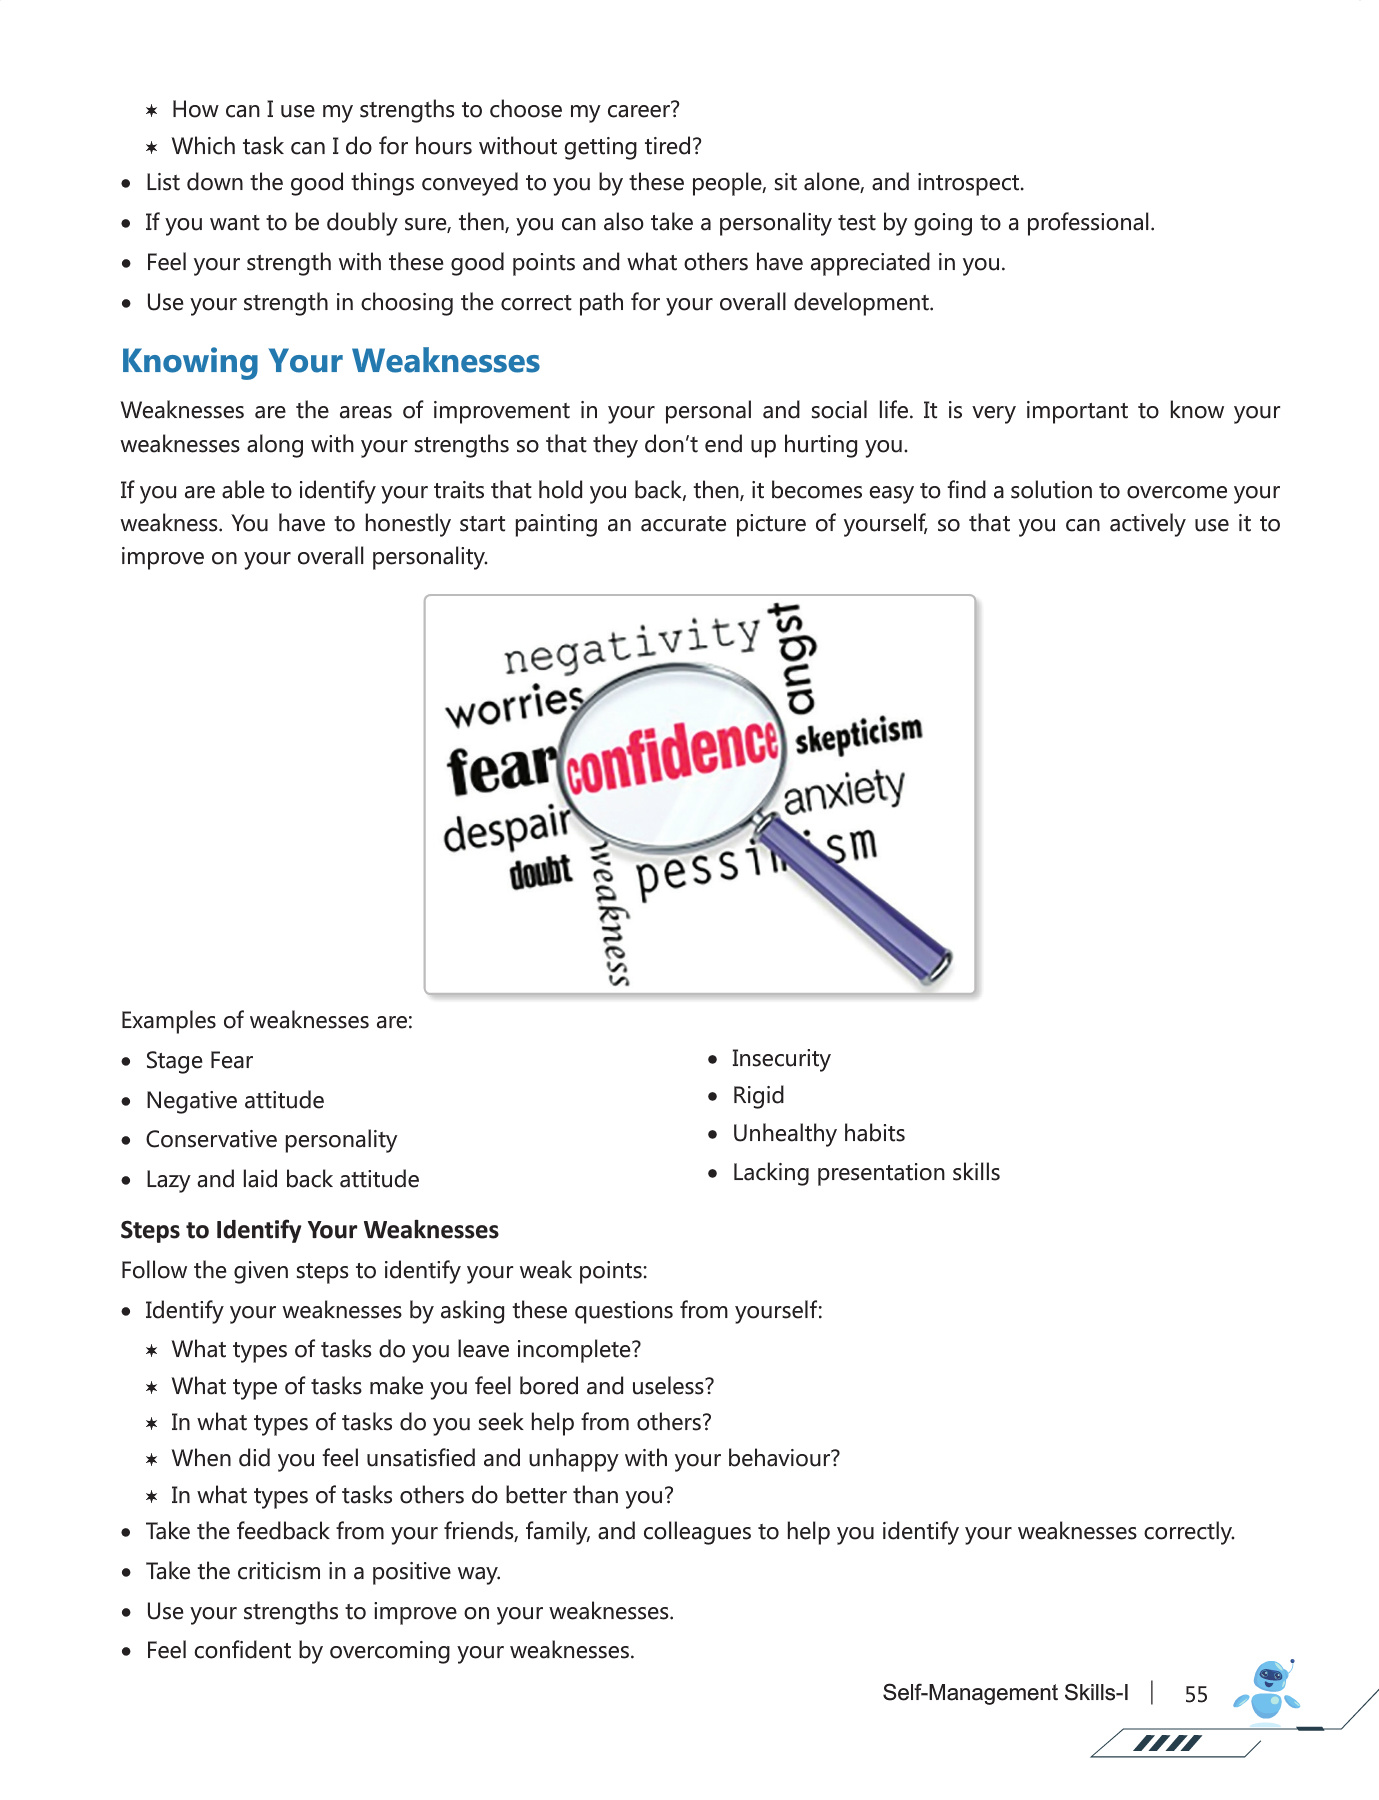 ✶ How can I use my strengths to choose my career?
✶ Which task can I do for hours without getting tired?
• List down the good things conveyed to you by these people, sit alone, and introspect.
• If you want to be doubly sure, then, you can also take a personality test by going to a professional.
• Feel your strength with these good points and what others have appreciated in you.
• Use your strength in choosing the correct path for your overall development.
Knowing Your Weaknesses
Weaknesses are the areas of improvement in your personal and social life. It is very important to know your
weaknesses along with your strengths so that they don’t end up hurting you.
If you are able to identify your traits that hold you back, then, it becomes easy to find a solution to overcome your
weakness. You have to honestly start painting an accurate picture of yourself, so that you can actively use it to
improve on your overall personality.
negativity
angst
worries
confidence
skepticism
fear
anxiety
despair
pessimism
doubt
weakness
Examples of weaknesses are:
• Stage Fear
• Negative attitude
• Conservative personality
• Lazy and laid back attitude
• Insecurity
• Rigid
• Unhealthy habits
• Lacking presentation skills
Steps to Identify Your Weaknesses
Follow the given steps to identify your weak points:
• Identify your weaknesses by asking these questions from yourself:
✶ What types of tasks do you leave incomplete?
✶ What type of tasks make you feel bored and useless?
✶ In what types of tasks do you seek help from others?
✶ When did you feel unsatisfied and unhappy with your behaviour?
✶ In what types of tasks others do better than you?
• Take the feedback from your friends, family, and colleagues to help you identify your weaknesses correctly.
• Take the criticism in a positive way.
• Use your strengths to improve on your weaknesses.
• Feel confident by overcoming your weaknesses.
Self-Management Skills-I | 55